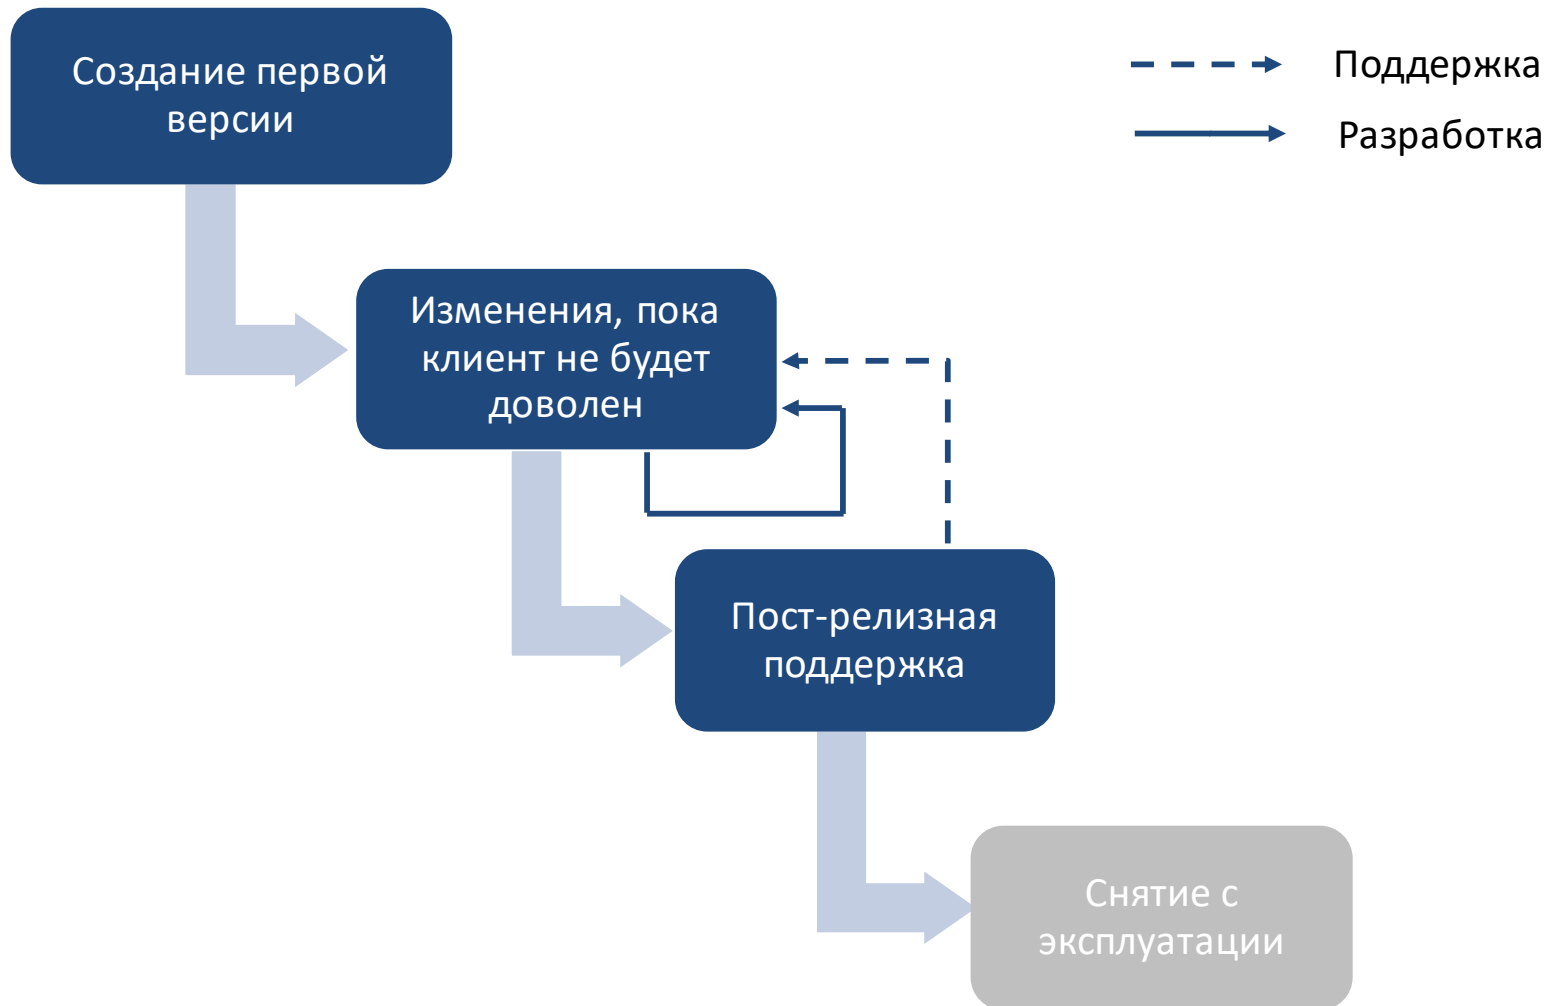 Создание первой
версии
Поддержка
Разработка
Изменения, пока
клиент не будет
доволен
Пост-релизная
поддержка
Снятие с
эксплуатации